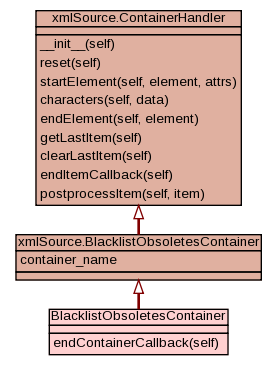 xmlSource.ContainerHandler
__init__(self)
reset(self)
startElement(self, element, attrs)
characters(self, data)
endElement(self, element)
getLastItem(self)
clearLastItem(self)
endItemCallback(self)
postprocessItem(self, item)
xmlSource.BlacklistObsoletesContainer
container_name
BlacklistObsoletesContainer
endContainerCallback(self)